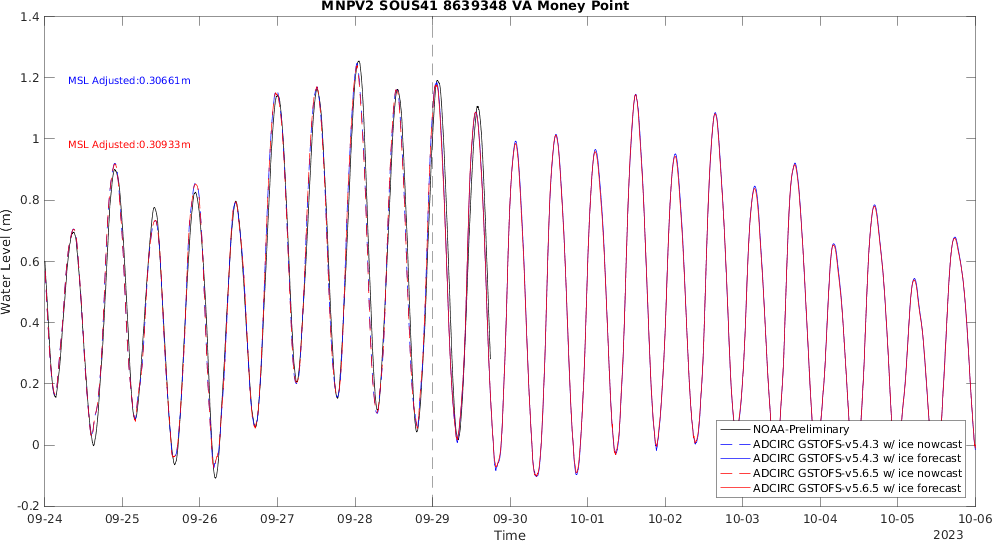 MNPV2 SOUS41 8639348 VA Money Point
1.4
1.2
1
0.8
0.6
0.4
0.2
0
-0.2
Water Level (m)
MSL Adjusted:0.30661m
MSL Adjusted:0.30933m
NOAA-Preliminary
ADCIRC GSTOFS-v5.4.3 w/ ice nowcast
ADCIRC GSTOFS-v5.4.3 w/ ice forecast
ADCIRC GSTOFS-v5.6.5 w/ ice nowcast
ADCIRC GSTOFS-v5.6.5 w/ ice forecast
09-24 09-25 09-26 09-27 09-28 09-29 09-30 10-01 10-02 10-03 10-04 10-05 10-06
Time
2023